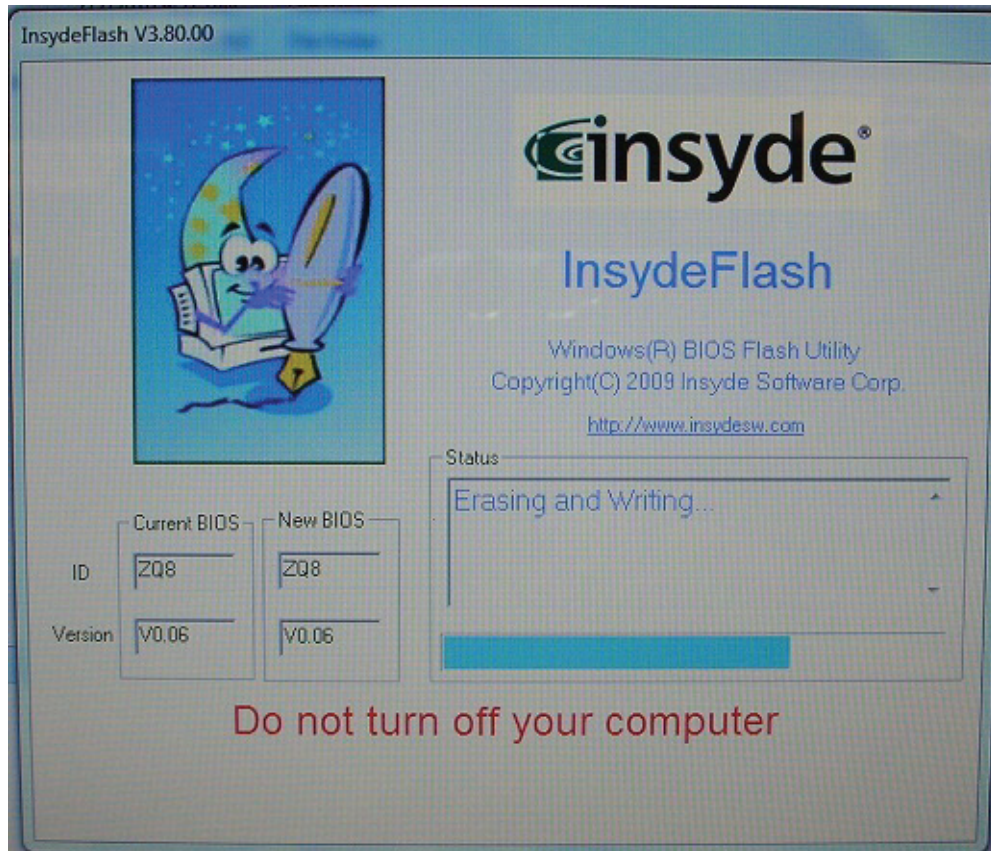 InsydeFlash V3.80.00
insyde®
InsydeFlash
Windows(R) BIOS Flash Utility
Copyright(C) 2009 Insyde Software Corp.
http://www.insydesw.com
Status
Erasing and Writing...
Current BIOS
New BIOS
ID
ZQ8
ZQ8
Version
V0.06
V0.06
Do not turn off your computer